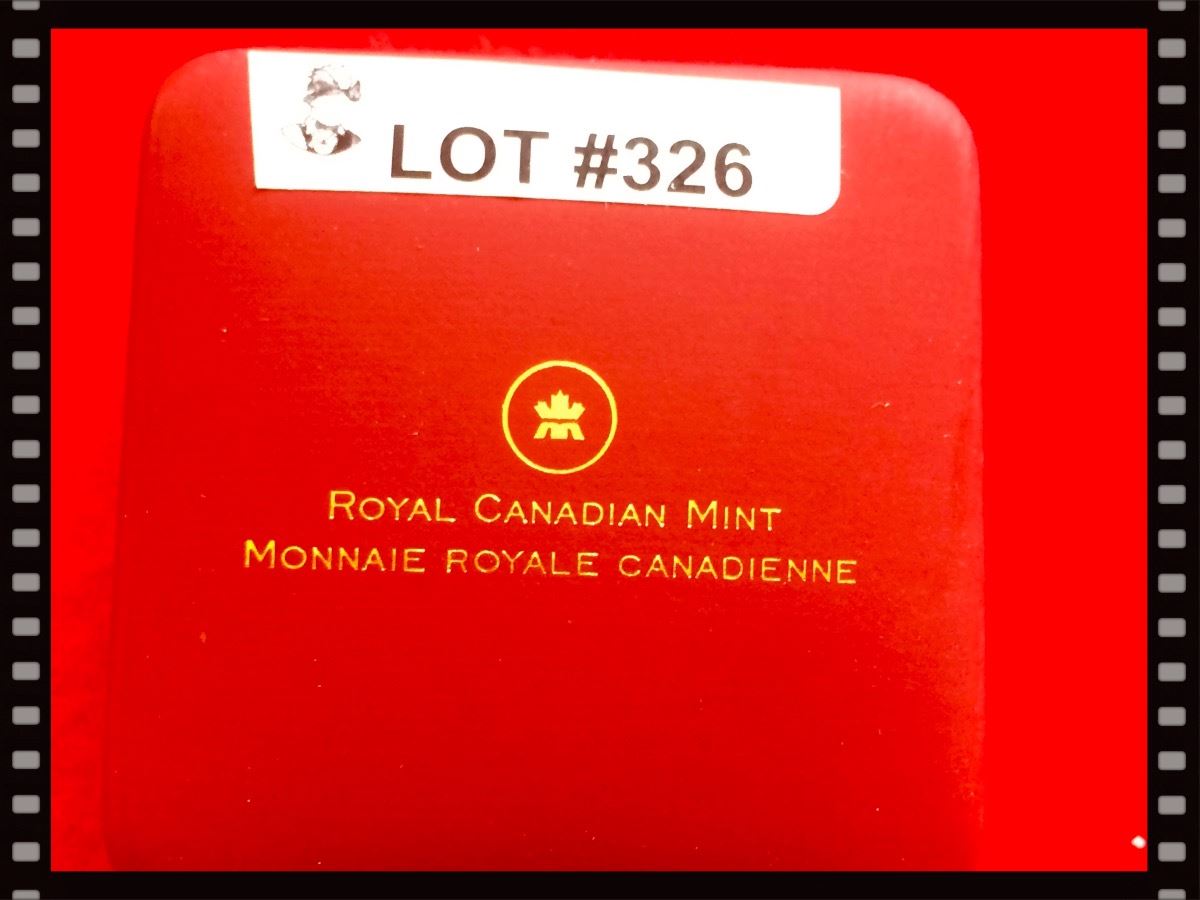 LOT #326
ROYAL CANADIAN MINT
MONNAIE ROYALE CANADIENNE